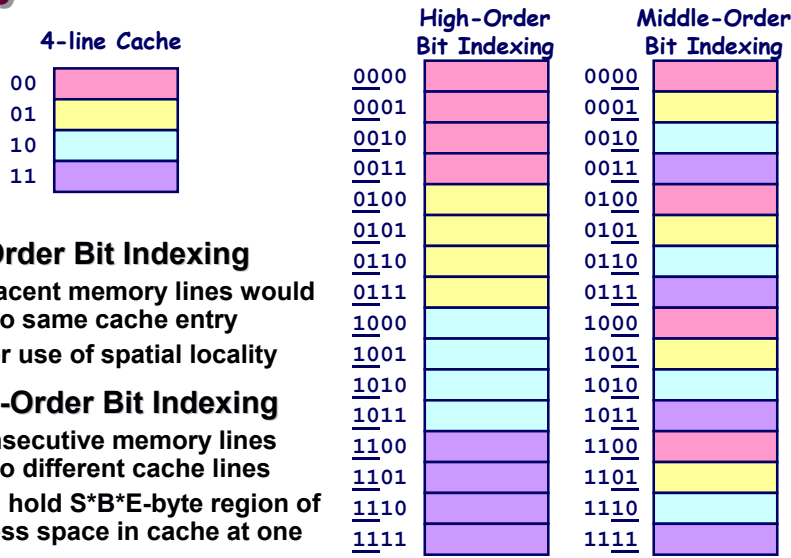 4-line Cache
00
01
10
11
High-Order
Bit Indexing
0000
0001
0010
0011
0100
0101
0110
0111
1000
1001
1010
1011
1100
1101
1110
1111
Middle-Order
Bit Indexing
0000
0001
0010
0011
0100
0101
0110
0111
1000
1001
1010
1011
1100
1101
1110
1111
Order Bit Indexing
acent memory lines would
o same cache entry
r use of spatial locality
-Order Bit Indexing
nsecutive memory lines
o different cache lines
hold S*B*E-byte region of
ess space in cache at one